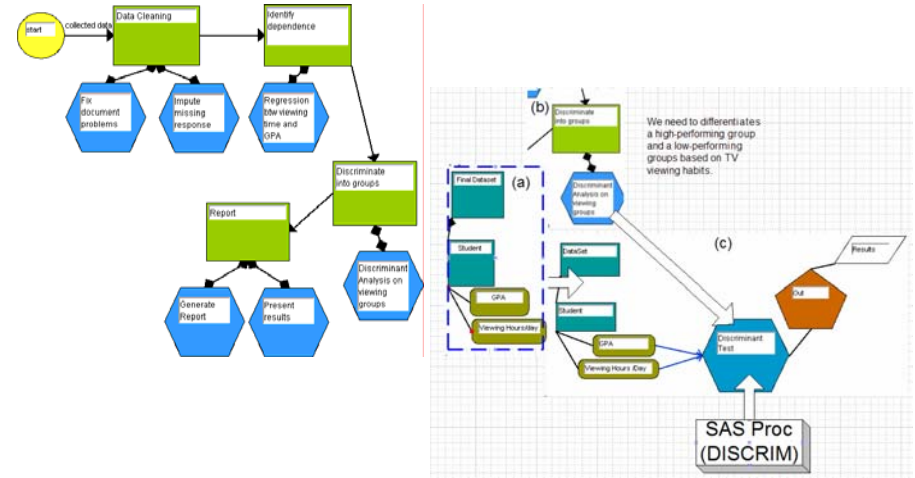 start
collected data
Data Cleaning
Identify
dependence
Fix
document
problems
Impute
missing
response
Regression
btw viewing
time and
GPA
Discriminate
into groups
Report
Generate
Report
Present
results
Discriminant
Analysis on
viewing
groups
(b)
Discriminate
into groups
We need to differentiates
a high-performing group
and a low-performing
groups based on TV
viewing habits.
(a)
Final Dataset
Discriminant
Analysis on
viewing
groups
Student
GPA
Viewing Hours/day
(c)
DataSet
Student
GPA
Viewing Hours /Day
Results
Out
Discriminant
Test
SAS Proc
(DISCRIM)